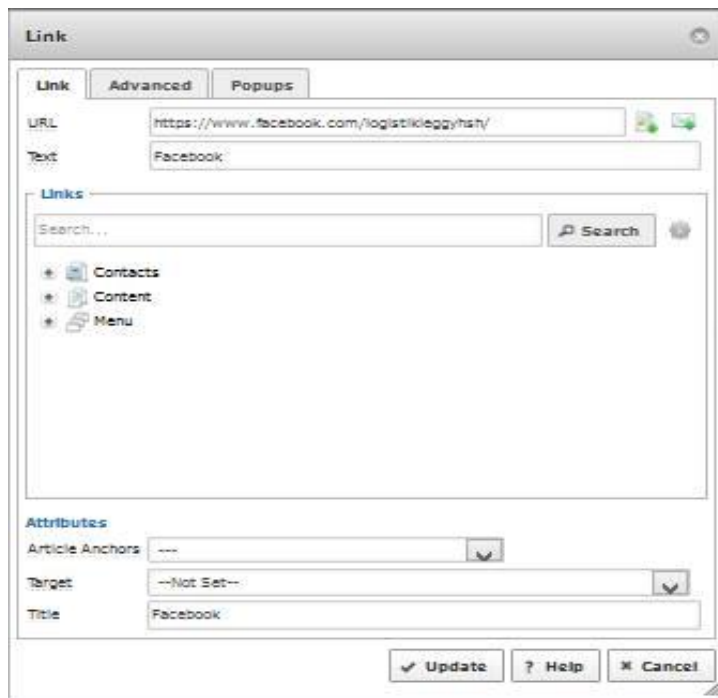 Link
Link Advanced Popups
URL https://www.facebook.com/logistikleggyhsh/
Text Facebook
Links
Search... Search
Contacts
Content
Menu
Attributes
Article Anchors ---
Target --Not Set--
Title Facebook
Update ? Help Cancel